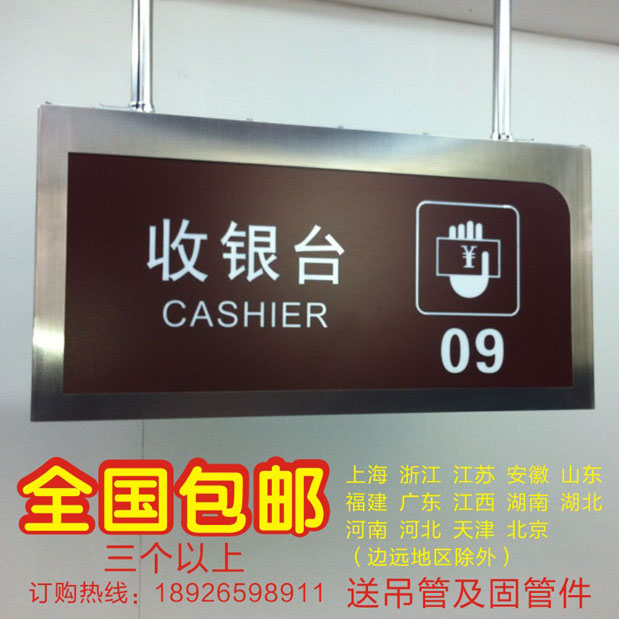 收银台
CASHIER
¥
09
全国包邮
三个以上
订购热线：18926598911
上海 浙江 江苏 安徽 山东
福建 广东 江西 湖南 湖北
河南 河北 天津 北京
（边远地区除外）
送吊管及固管件